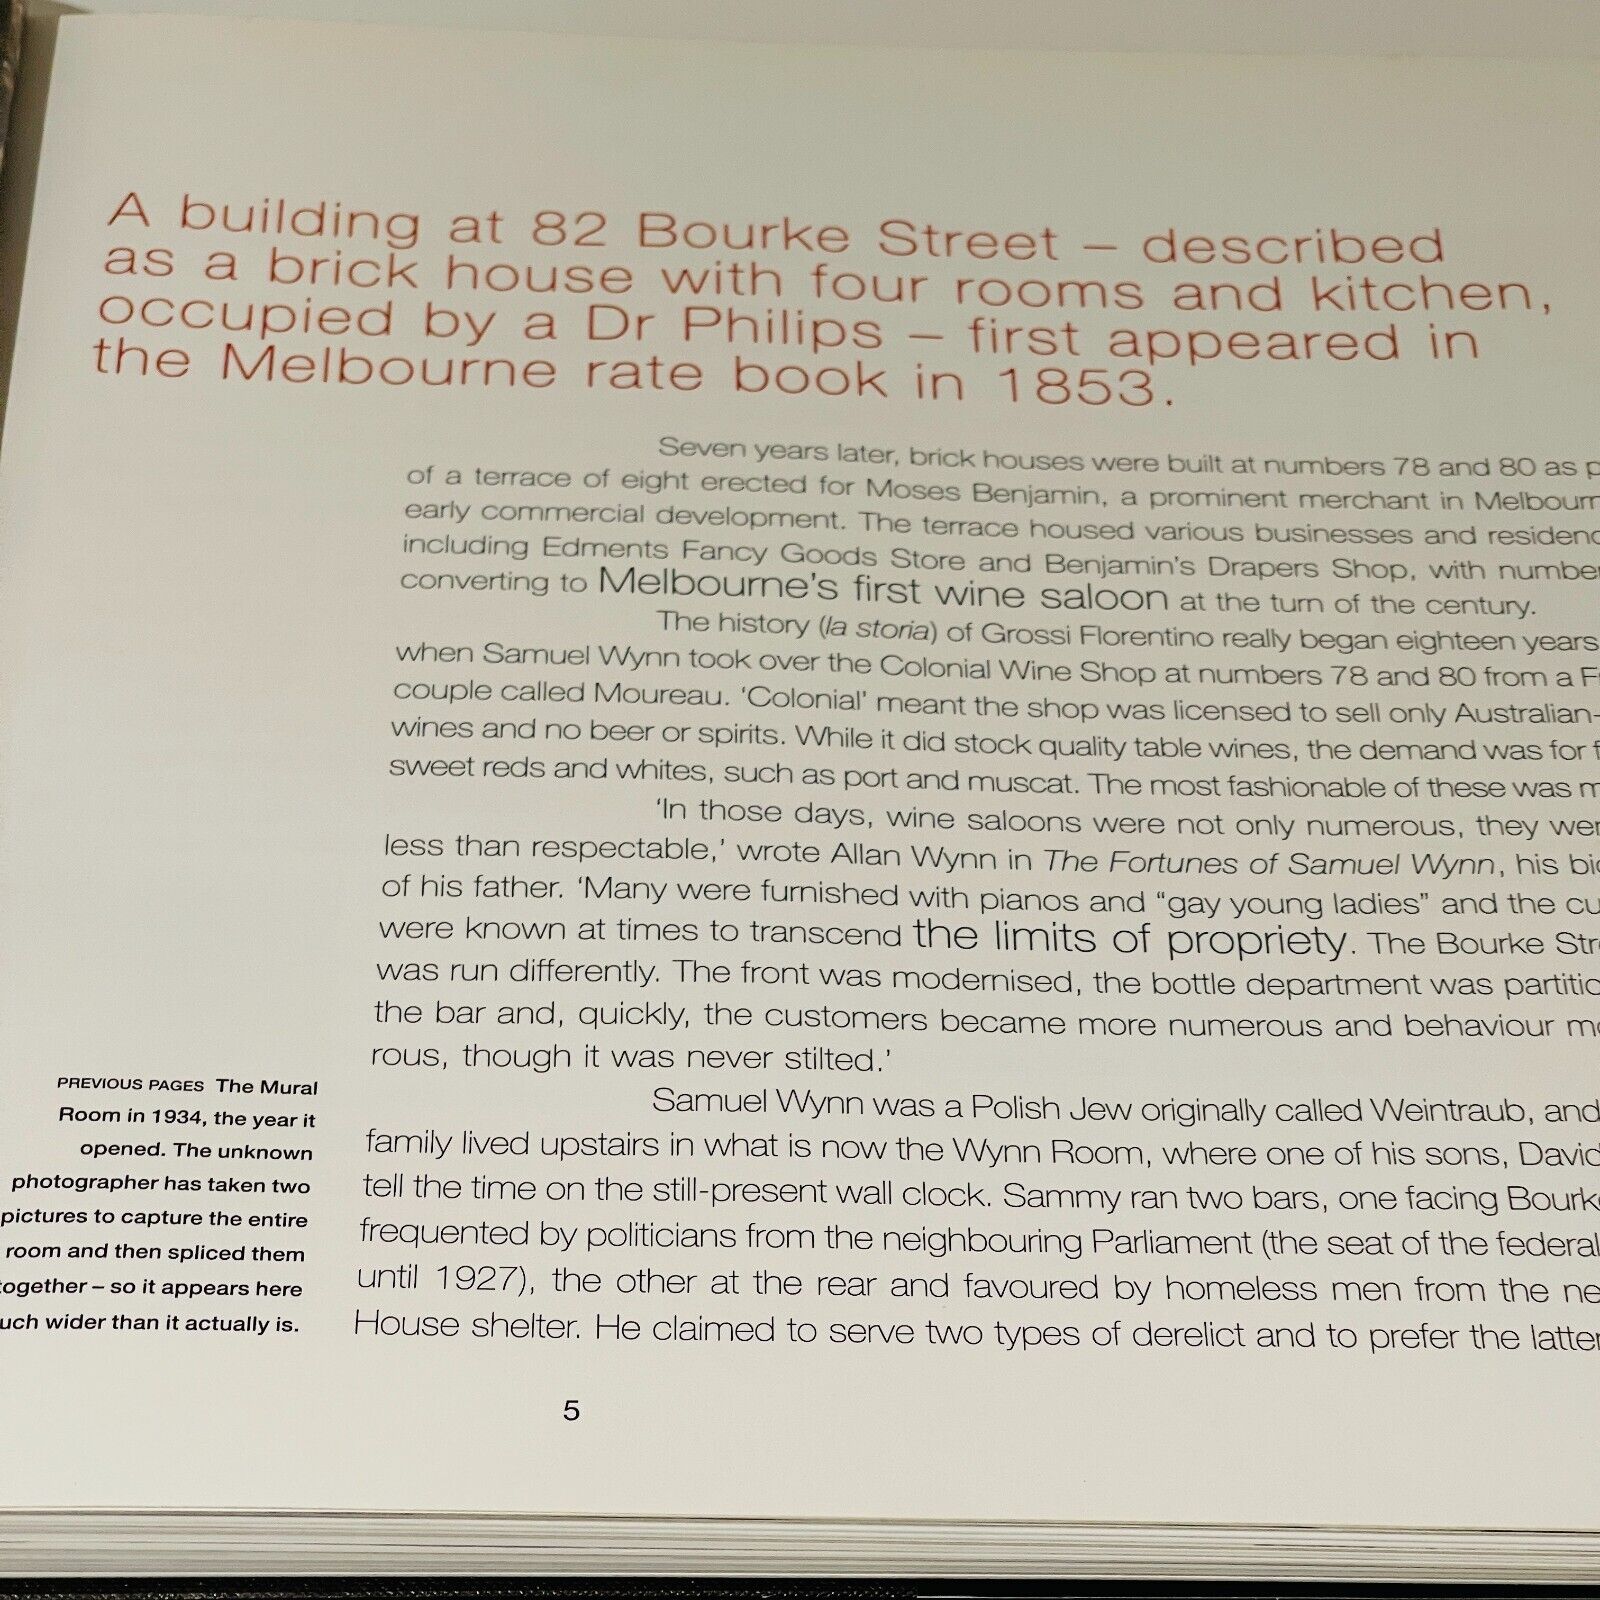 A building at 82 Bourke Street – described
as a brick house with four rooms and kitchen,
occupied by a Dr Philips – first appeared in
the Melbourne rate book in 1853.
Seven years later, brick houses were built at numbers 78 and 80 as
of a terrace of eight erected for Moses Benjamin, a prominent merchant in
early commercial development. The terrace housed various businesses and
including Edments Fancy Goods Store and Benjamin's Drapers Shop, with
converting to Melbourne's first wine saloon at the turn of the century.
The history (la storia) of Grossi Florentino really began eighteen years
when Samuel Wynn took over the Colonial Wine Shop at numbers 78 and 80 from a
couple called Moureau. 'Colonial' meant the shop was licensed to sell only Australian-
wines and no beer or spirits. While it did stock quality table wines, the demand was for
sweet reds and whites, such as port and muscat. The most fashionable of these was
'In those days, wine saloons were not only numerous, they
less than respectable,' wrote Allan Wynn in The Fortunes of Samuel Wynn, his
of his father. 'Many were furnished with pianos and "gay young ladies" and the
were known at times to transcend the limits of propriety. The Bourke
was run differently. The front was modernised, the bottle department was
the bar and, quickly, the customers became more numerous and behaviour
rous, though it was never stilted.'
Samuel Wynn was a Polish Jew originally called Weintraub, and
family lived upstairs in what is now the Wynn Room, where one of his sons, David
tell the time on the still-present wall clock. Sammy ran two bars, one facing
frequented by politicians from the neighbouring Parliament (the seat of the federal
until 1927), the other at the rear and favoured by homeless men from the
House shelter. He claimed to serve two types of derelict and to prefer the latter
PREVIOUS PAGES The Mural
Room in 1934, the year it
opened. The unknown
photographer has taken two
pictures to capture the entire
room and then spliced them
together – so it appears here
wider than it actually is.
5